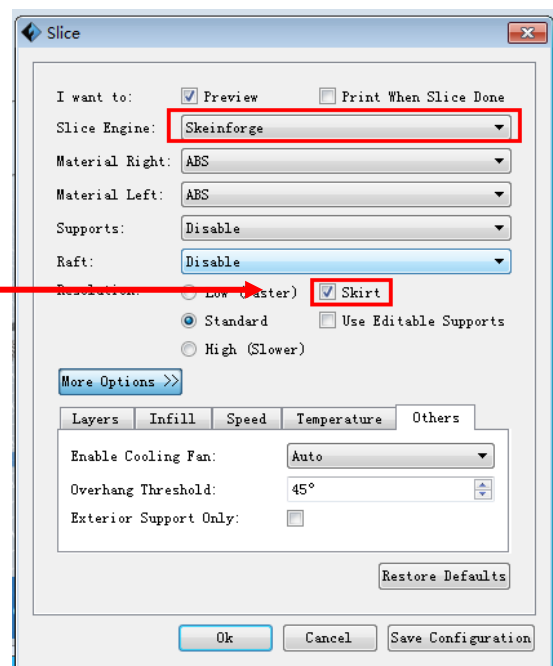 Slice
I want to: Preview Print When Slice Done
Slice Engine: Skeinforge
Material Right: ABS
Material Left: ABS
Supports: Disable
Raft: Disable
Resolution: Low (Faster) Skirt
Standard Use Editable Supports
High (Slower)
More Options >>
Layers Infill Speed Temperature Others
Enable Cooling Fan: Auto
Overhang Threshold: 45°
Exterior Support Only:
Restore Defaults
Ok Cancel Save Configuration